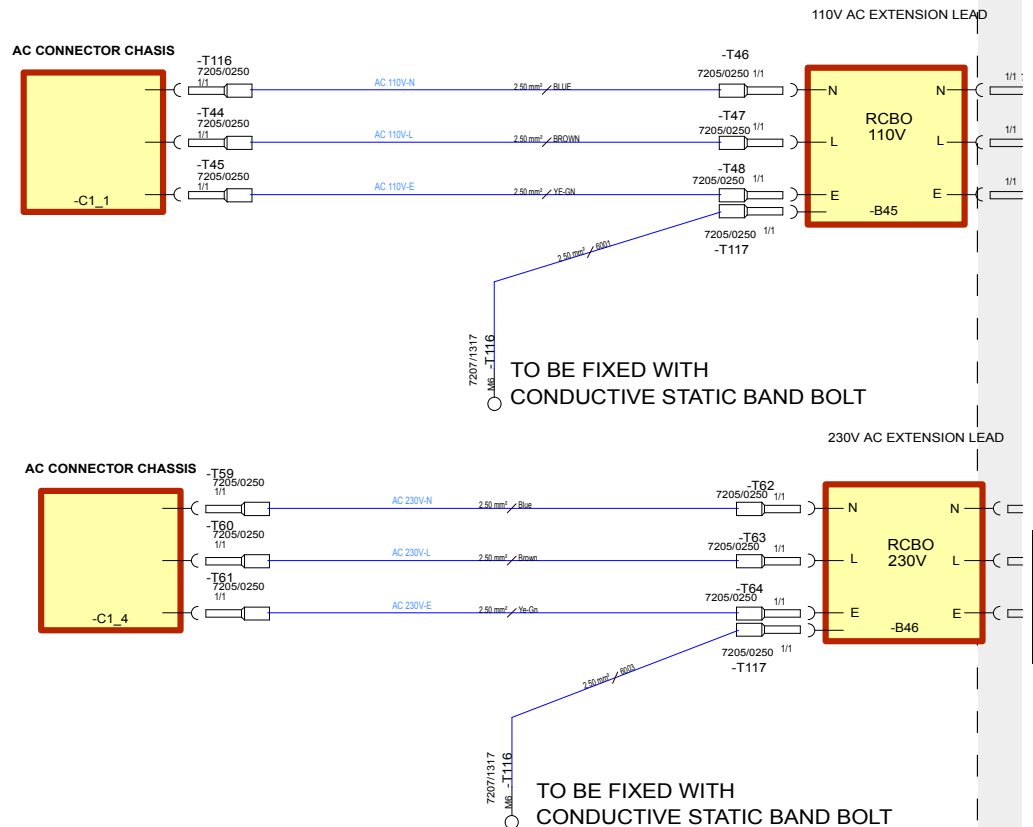 110V AC EXTENSION LEAD
AC CONNECTOR CHASIS
-T116
7205/0250
1/1
AC 110V-N
2.50 mm² / BLUE
-T46
7205/0250 1/1
N
N
1/1
-T44
7205/0250
1/1
AC 110V-L
2.50 mm² / BROWN
-T47
7205/0250 1/1
L
RCBO
110V
L
1/1
-T45
7205/0250
1/1
AC 110V-E
2.50 mm² / YE-GN
-T48
7205/0250 1/1
E
E
1/1
-C1_1
-B45
7205/0250 1/1
-T117
2.50 mm² / 6001
7207/1317
M6 -T116
TO BE FIXED WITH
CONDUCTIVE STATIC BAND BOLT
230V AC EXTENSION LEAD
AC CONNECTOR CHASSIS
-T59
7205/0250
1/1
AC 230V-N
2.50 mm² / Blue
-T62
7205/0250 1/1
N
N
-T60
7205/0250
1/1
AC 230V-L
2.50 mm² / Brown
-T63
7205/0250 1/1
L
RCBO
230V
L
-T61
7205/0250
1/1
AC 230V-E
2.50 mm² / Ye-Gn
-T64
7205/0250 1/1
E
E
-C1_4
-B46
7205/0250 1/1
-T117
2.50 mm² / 6003
7207/1317
M6 -T116
TO BE FIXED WITH
CONDUCTIVE STATIC BAND BOLT